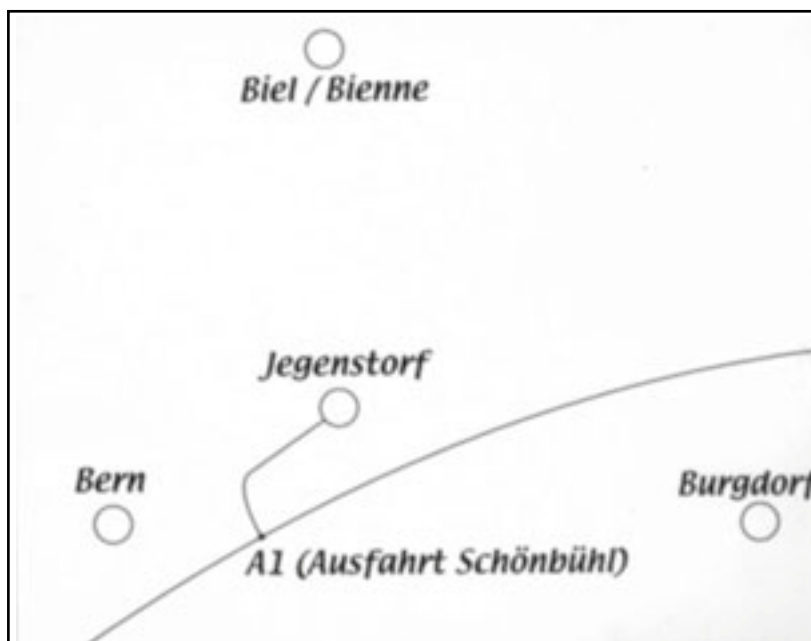 Biel / Bienne
Jegenstorf
Bern
Burgdorf
A1 (Ausfahrt Schönbühl)